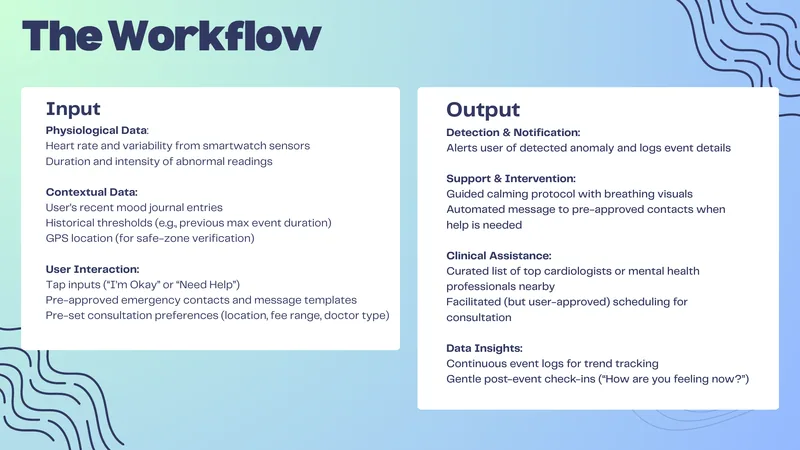 The Workflow
Input
Physiological Data:
Heart rate and variability from smartwatch sensors
Duration and intensity of abnormal readings
Contextual Data:
User's recent mood journal entries
Historical thresholds (e.g., previous max event duration)
GPS location (for safe-zone verification)
User Interaction:
Tap inputs (“I’m Okay” or “Need Help”)
Pre-approved emergency contacts and message templates
Pre-set consultation preferences (location, fee range, doctor type)
Output
Detection & Notification:
Alerts user of detected anomaly and logs event details
Support & Intervention:
Guided calming protocol with breathing visuals
Automated message to pre-approved contacts when
help is needed
Clinical Assistance:
Curated list of top cardiologists or mental health
professionals nearby
Facilitated (but user-approved) scheduling for
consultation
Data Insights:
Continuous event logs for trend tracking
Gentle post-event check-ins (“How are you feeling now?”)